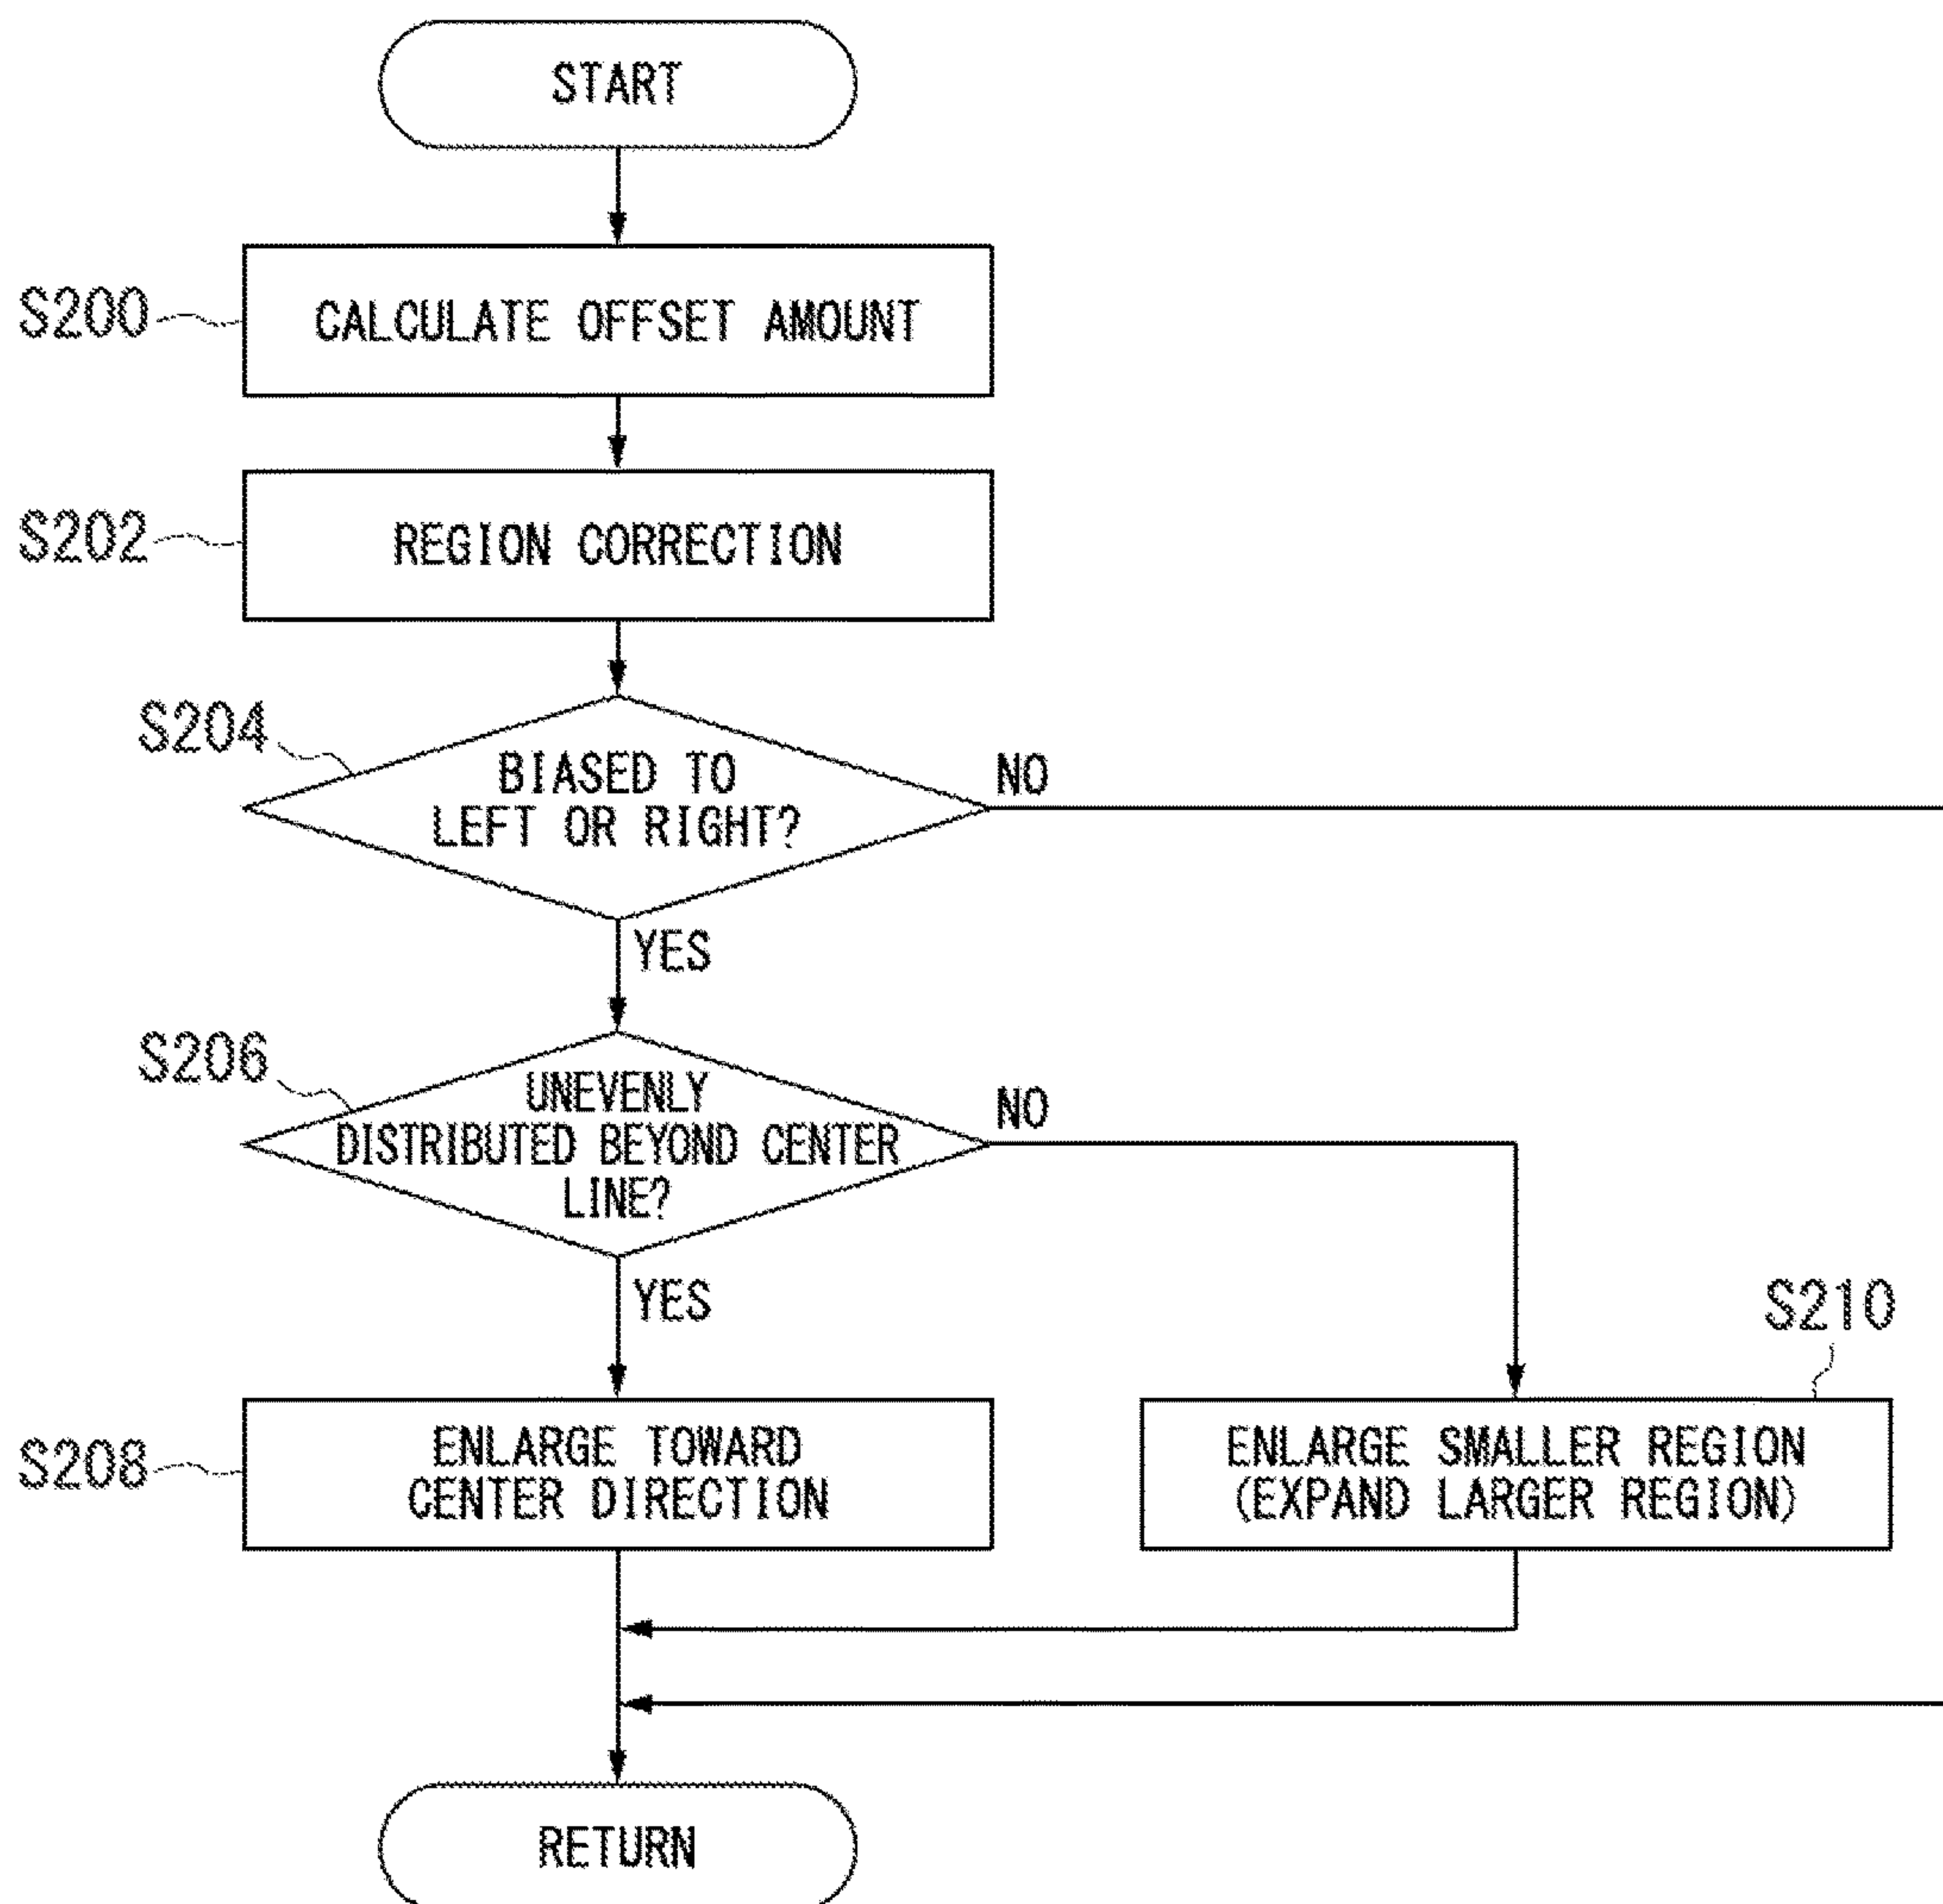 START
S200
CALCULATE OFFSET AMOUNT
S202
REGION CORRECTION
S204
BIASED TO
LEFT OR RIGHT?
NO
YES
S206
UNEVENLY
DISTRIBUTED BEYOND CENTER
LINE?
NO
YES
S210
S208
ENLARGE TOWARD
CENTER DIRECTION
ENLARGE SMALLER REGION
(EXPAND LARGER REGION)
RETURN